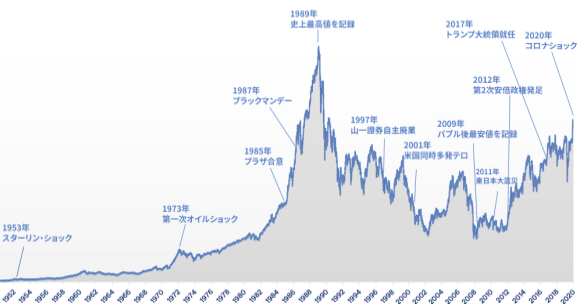 1989年
史上最高値を記録
2017年
トランプ大統領就任
2020年
コロナショック
1987年
ブラックマンデー
2012年
第2次安倍政権発足
1997年
山一證券自主廃業
2009年
バブル後最安値を記録
1985年
プラザ合意
2001年
米国同時多発テロ
2011年
東日本大震災
1973年
第一次オイルショック
1953年
スターリン・ショック
1952 1954 1956 1958 1960 1962 1964 1966 1968 1970 1972 1974 1976 1978 1980 1982 1984 1986 1988 1990 1992 1994 1996 1998 2000 2002 2004 2006 2008 2010 2012 2014 2016 2018 2020